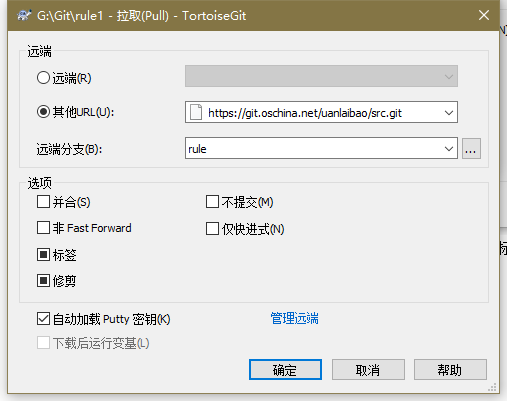 G:\Git\rule1 - 拉取(Pull) - TortoiseGit
远端
远端(R)
其他URL(U):
https://git.oschina.net/uanlaibao/src.git
远端分支(B):
rule
...
选项
并合(S)
不提交(M)
非 Fast Forward
仅快进式(N)
标签
修剪
自动加载 Putty 密钥(K)
管理远端
下载后运行变基(L)
确定
取消
帮助